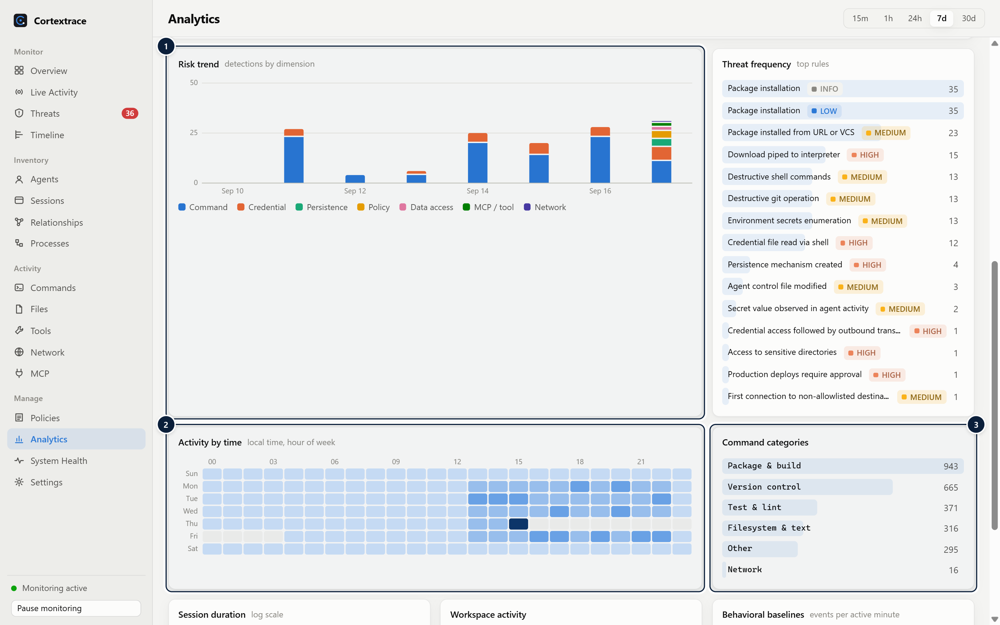 Cortextrace
Monitor
Overview
Live Activity
Threats 36
Timeline
Inventory
Agents
Sessions
Relationships
Processes
Activity
Commands
Files
Tools
Network
MCP
Manage
Policies
Analytics
System Health
Settings
Monitoring active
Pause monitoring
Analytics
15m 1h 24h 7d 30d
1
Risk trend detections by dimension
50
25
0
Sep 10 Sep 12 Sep 14 Sep 16
Command Credential Persistence Policy Data access MCP / tool Network
Threat frequency top rules
Package installation INFO 35
Package installation LOW 35
Package installed from URL or VCS MEDIUM 23
Download piped to interpreter HIGH 15
Destructive shell commands MEDIUM 13
Destructive git operation MEDIUM 13
Environment secrets enumeration MEDIUM 13
Credential file read via shell HIGH 12
Persistence mechanism created HIGH 4
Agent control file modified MEDIUM 3
Secret value observed in agent activity MEDIUM 2
Credential access followed by outbound trans... HIGH 1
Access to sensitive directories HIGH 1
Production deploys require approval HIGH 1
First connection to non-allowlisted destina... MEDIUM 1
2
Activity by time local time, hour of week
00 03 06 09 12 15 18 21
Sun
Mon
Tue
Wed
Thu
Fri
Sat
3
Command categories
Package & build 943
Version control 665
Test & lint 371
Filesystem & text 316
Other 295
Network 16
Session duration log scale
Workspace activity
Behavioral baselines events per active minute